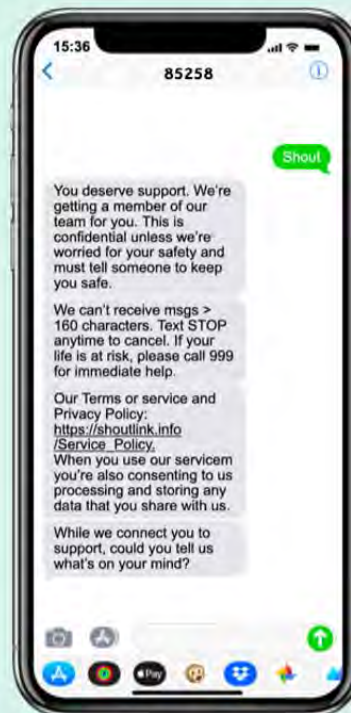 15:36
85258
Shout
You deserve support. We're
getting a member of our
team for you. This is
confidential unless we're
worried for your safety and
must tell someone to keep
you safe.
We can't receive msgs >
160 characters. Text STOP
anytime to cancel. If your
life is at risk, please call 999
for immediate help.
Our Terms or service and
Privacy Policy:
https://shoutlink.info
/Service_Policy.
When you use our servicem
you're also consenting to us
processing and storing any
data that you share with us.
While we connect you to
support, could you tell us
what's on your mind?
Pay